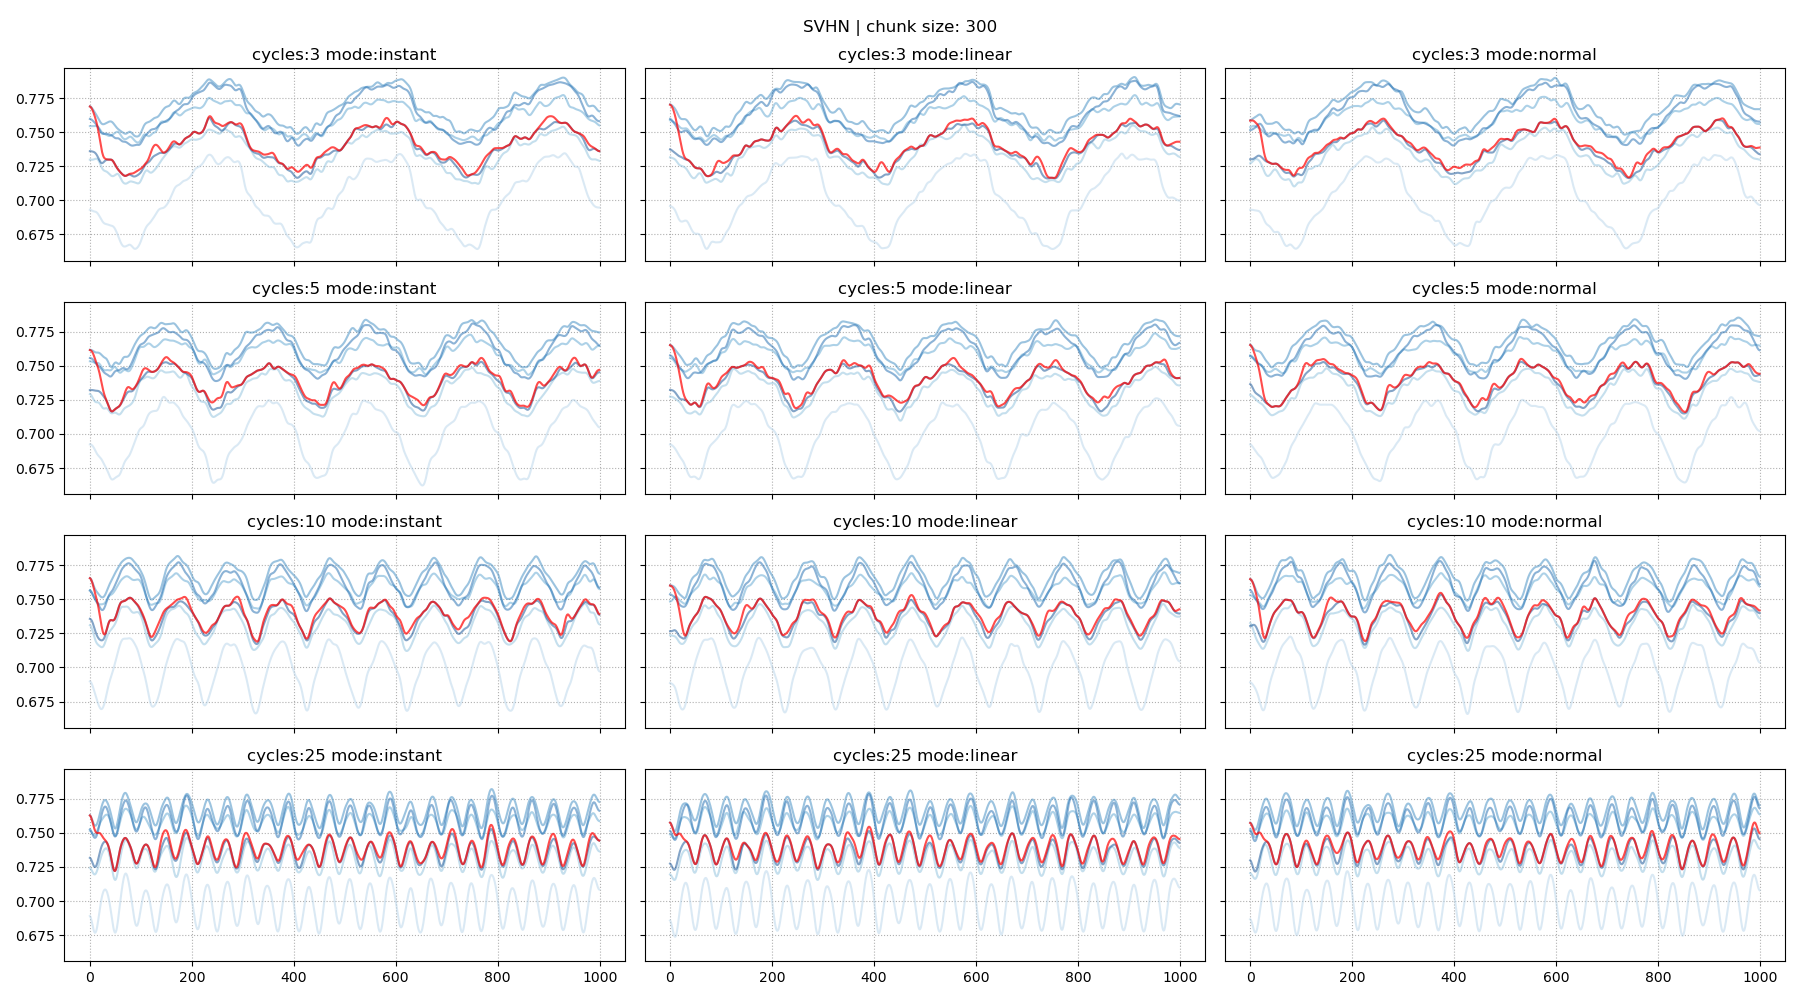 SVHN | chunk size: 300
cycles:3 mode:instant
cycles:3 mode:linear
cycles:3 mode:normal
0.775
0.750
0.725
0.700
0.675
cycles:5 mode:instant
cycles:5 mode:linear
cycles:5 mode:normal
0.775
0.750
0.725
0.700
0.675
cycles:10 mode:instant
cycles:10 mode:linear
cycles:10 mode:normal
0.775
0.750
0.725
0.700
0.675
cycles:25 mode:instant
cycles:25 mode:linear
cycles:25 mode:normal
0.775
0.750
0.725
0.700
0.675
0 200 400 600 800 1000
0 200 400 600 800 1000
0 200 400 600 800 1000